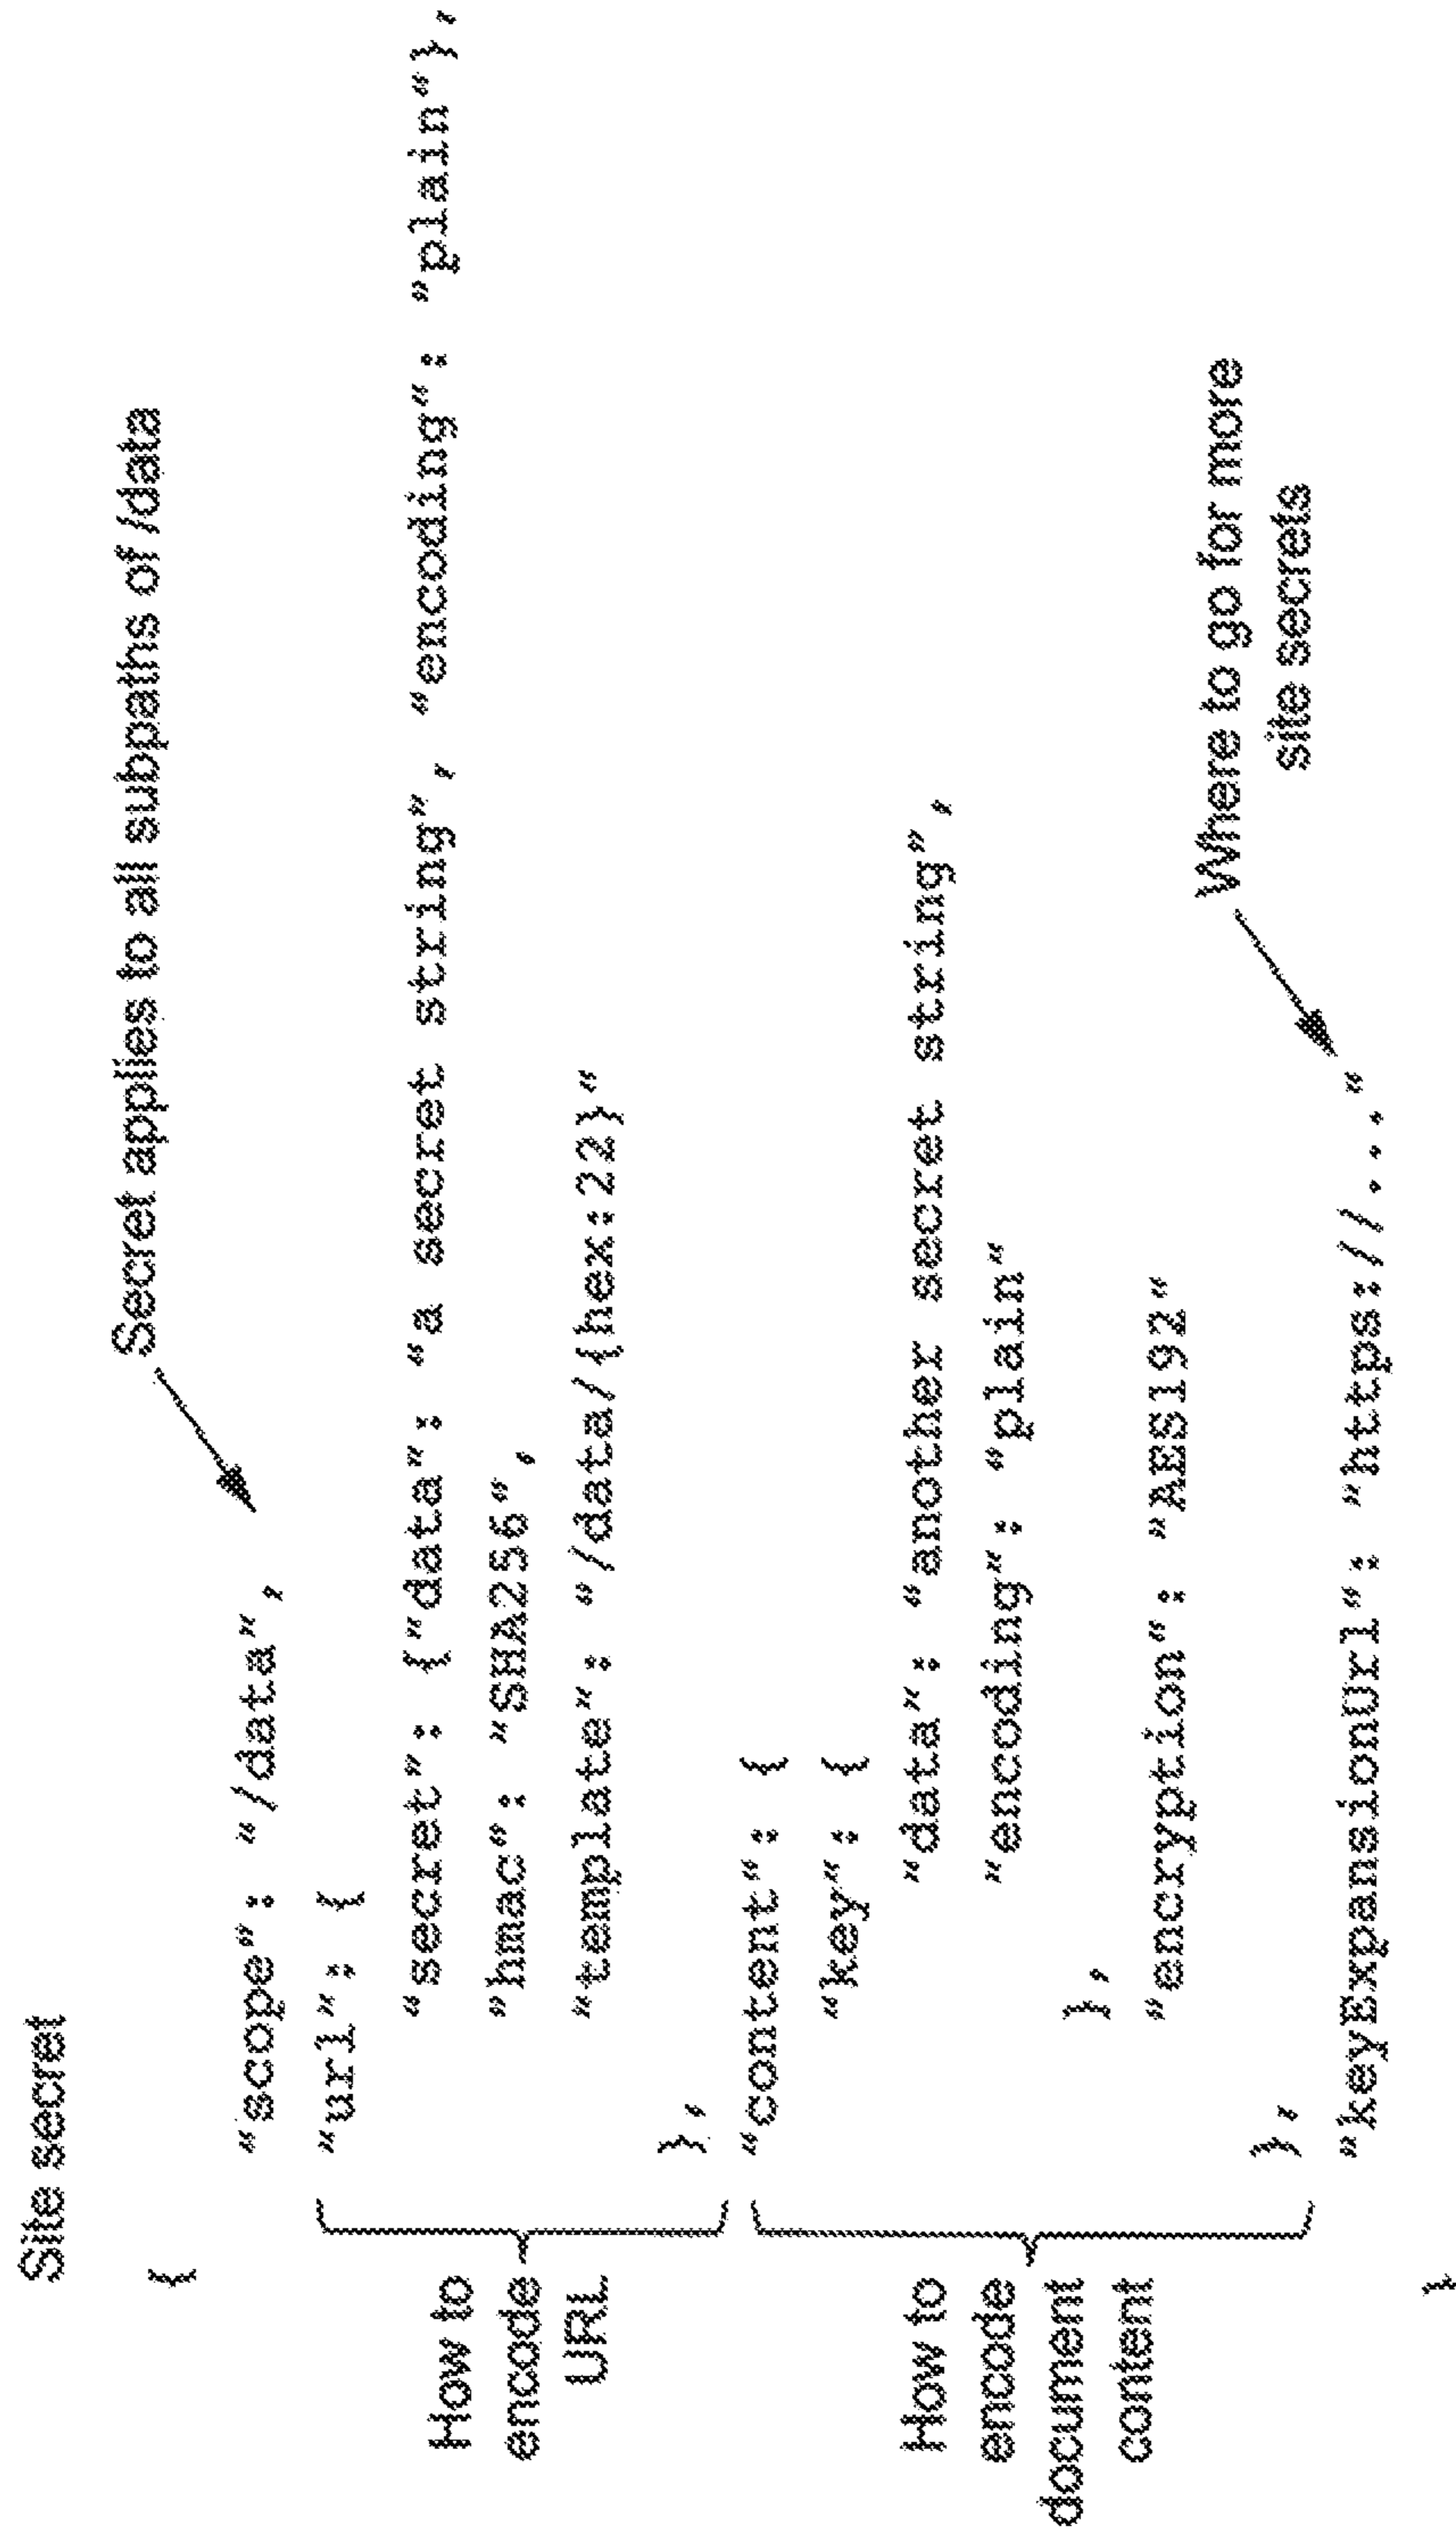 Site secret
{
Secret applies to all subpaths of /data
"scope": "/data",
"url": {
"secret": {"data": "a secret string", "encoding": "plain"},
"hmac": "SHA256",
"template": "/data/{hex:22}"
},
How to
encode
URL
"content": {
"key": {
"data": "another secret string",
"encoding": "plain"
},
"encryption": "AES192"
},
How to
encode
document
content
Where to go for more
site secrets
"keyExpansionUrl": "https://..."
}